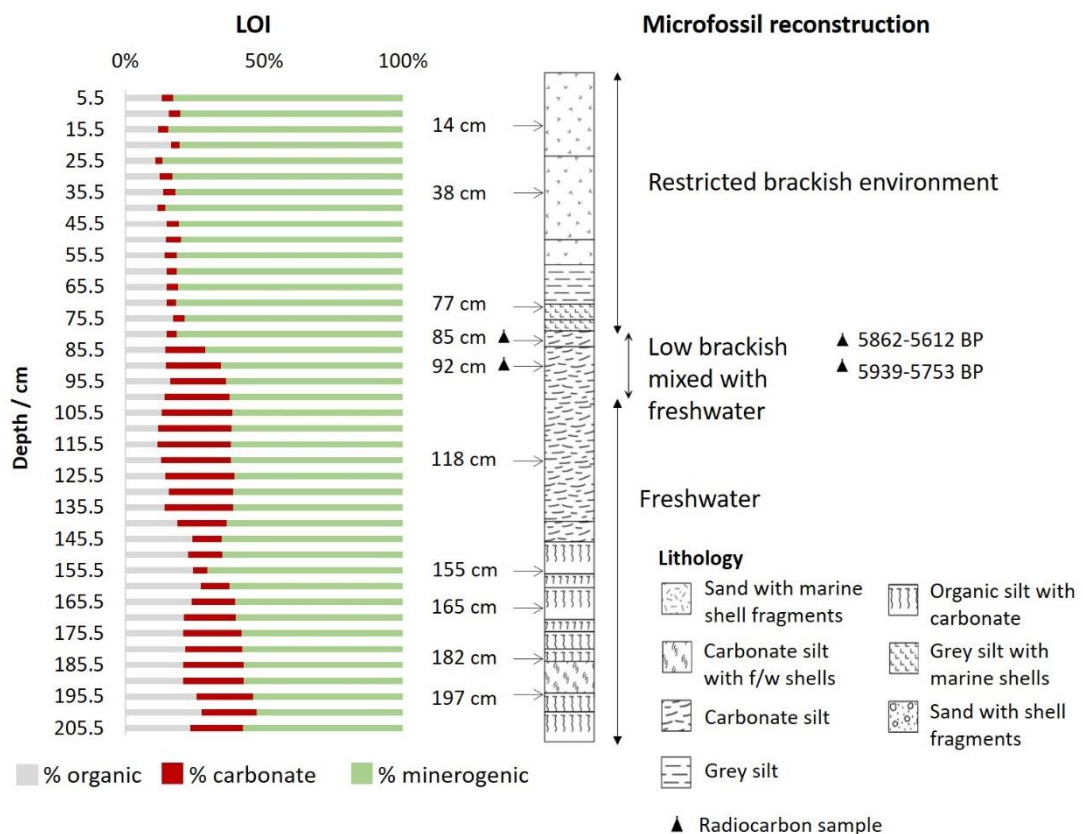 LOI
Microfossil reconstruction
0%
50%
100%
Depth / cm
5.5
15.5
25.5
35.5
45.5
55.5
65.5
75.5
85.5
95.5
105.5
115.5
125.5
135.5
145.5
155.5
165.5
175.5
185.5
195.5
205.5
% organic
% carbonate
% minerogenic
14 cm
38 cm
77 cm
85 cm
92 cm
118 cm
155 cm
165 cm
182 cm
197 cm
Restricted brackish environment
Low brackish
mixed with
freshwater
5862-5612 BP
5939-5753 BP
Freshwater
Lithology
Sand with marine
shell fragments
Carbonate silt
with f/w shells
Carbonate silt
Grey silt
Organic silt with
carbonate
Grey silt with
marine shells
Sand with shell
fragments
Radiocarbon sample